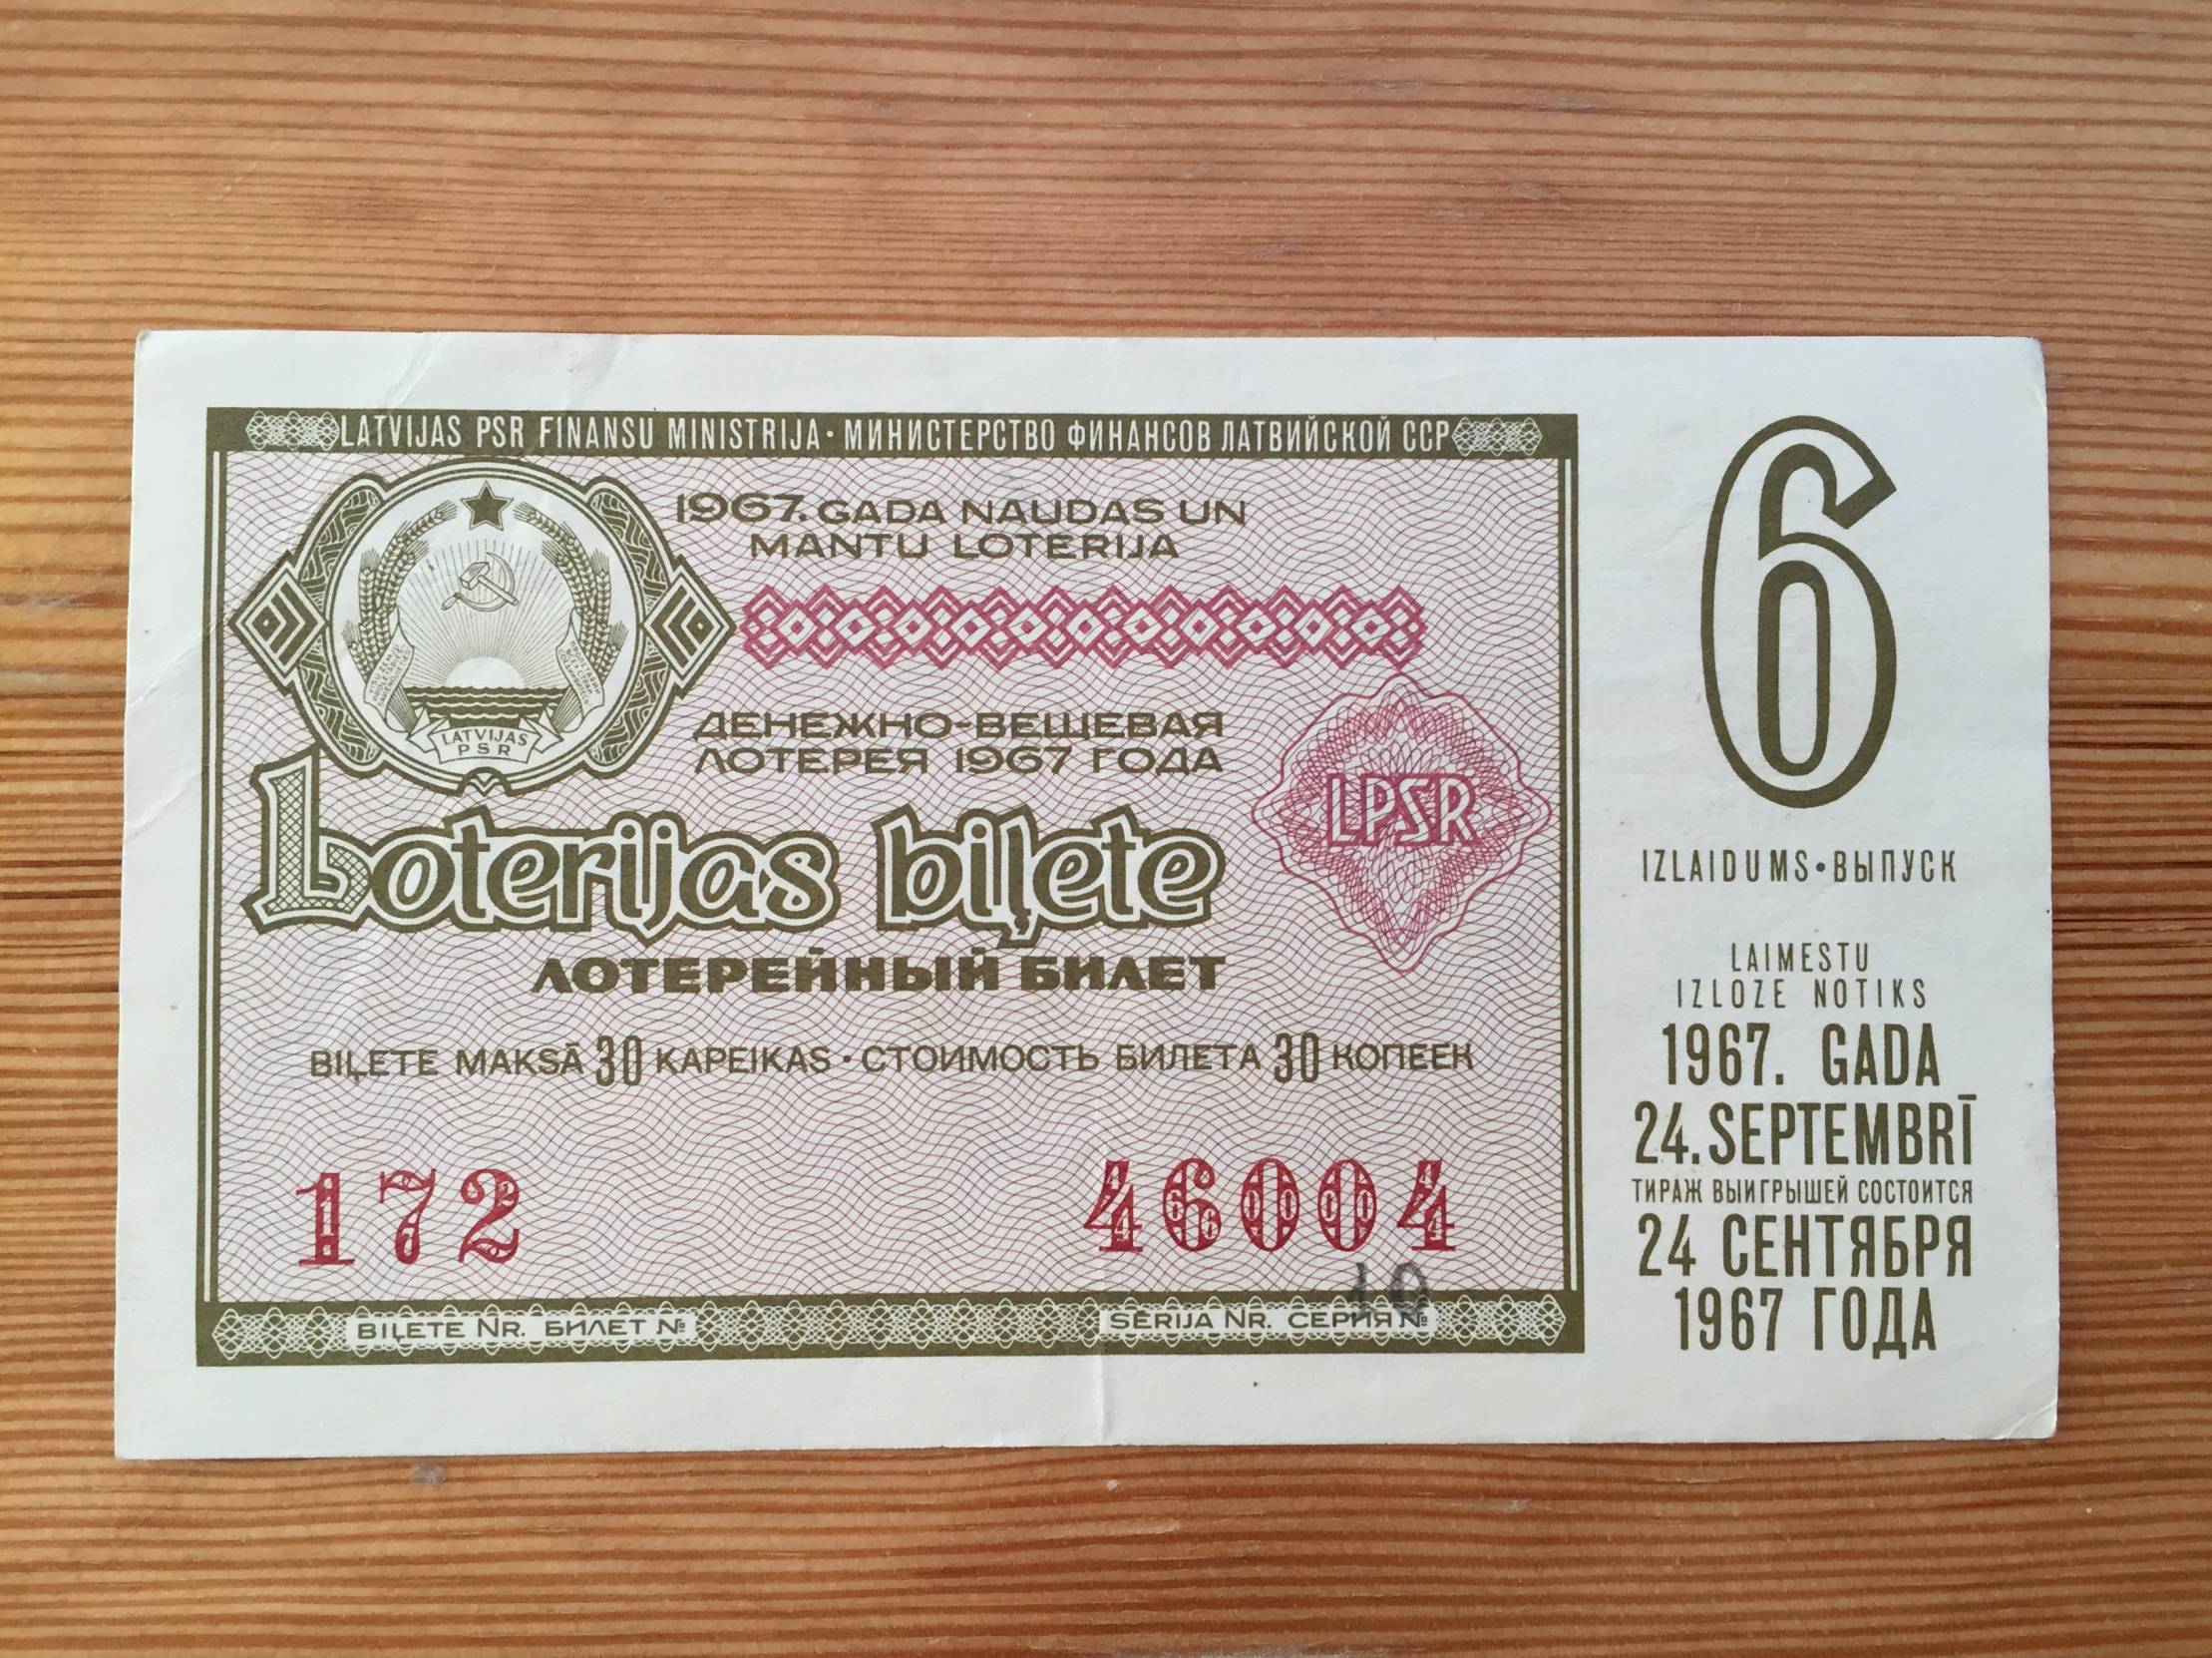 LATVIJAS PSR FINANSU MINISTRIJA • МИНИСТЕРСТВО ФИНАНСОВ ЛАТВИЙСКОЙ ССР
1967. GADA NAUDAS UN
MANTU LOTERIJA
LATVIJAS
PSR
ДЕНЕЖНО-ВЕЩЕВАЯ
ЛОТЕРЕЯ 1967 ГОДА
LPSR
Loterijas biļete
ЛОТЕРЕЙНЫЙ БИЛЕТ
BIĻETE MAKSĀ 30 KAPEIKAS • СТОИМОСТЬ БИЛЕТА 30 КОПЕЕК
172 46004
10
BIĻETE NR. БИЛЕТ № SĒRIJA NR. СЕРИЯ №
6
IZLAIDUMS • ВЫПУСК
LAIMESTU
IZLOZE NOTIKS
1967. GADA
24. SEPTEMBRĪ
ТИРАЖ ВЫИГРЫШЕЙ СОСТОИТСЯ
24 СЕНТЯБРЯ
1967 ГОДА